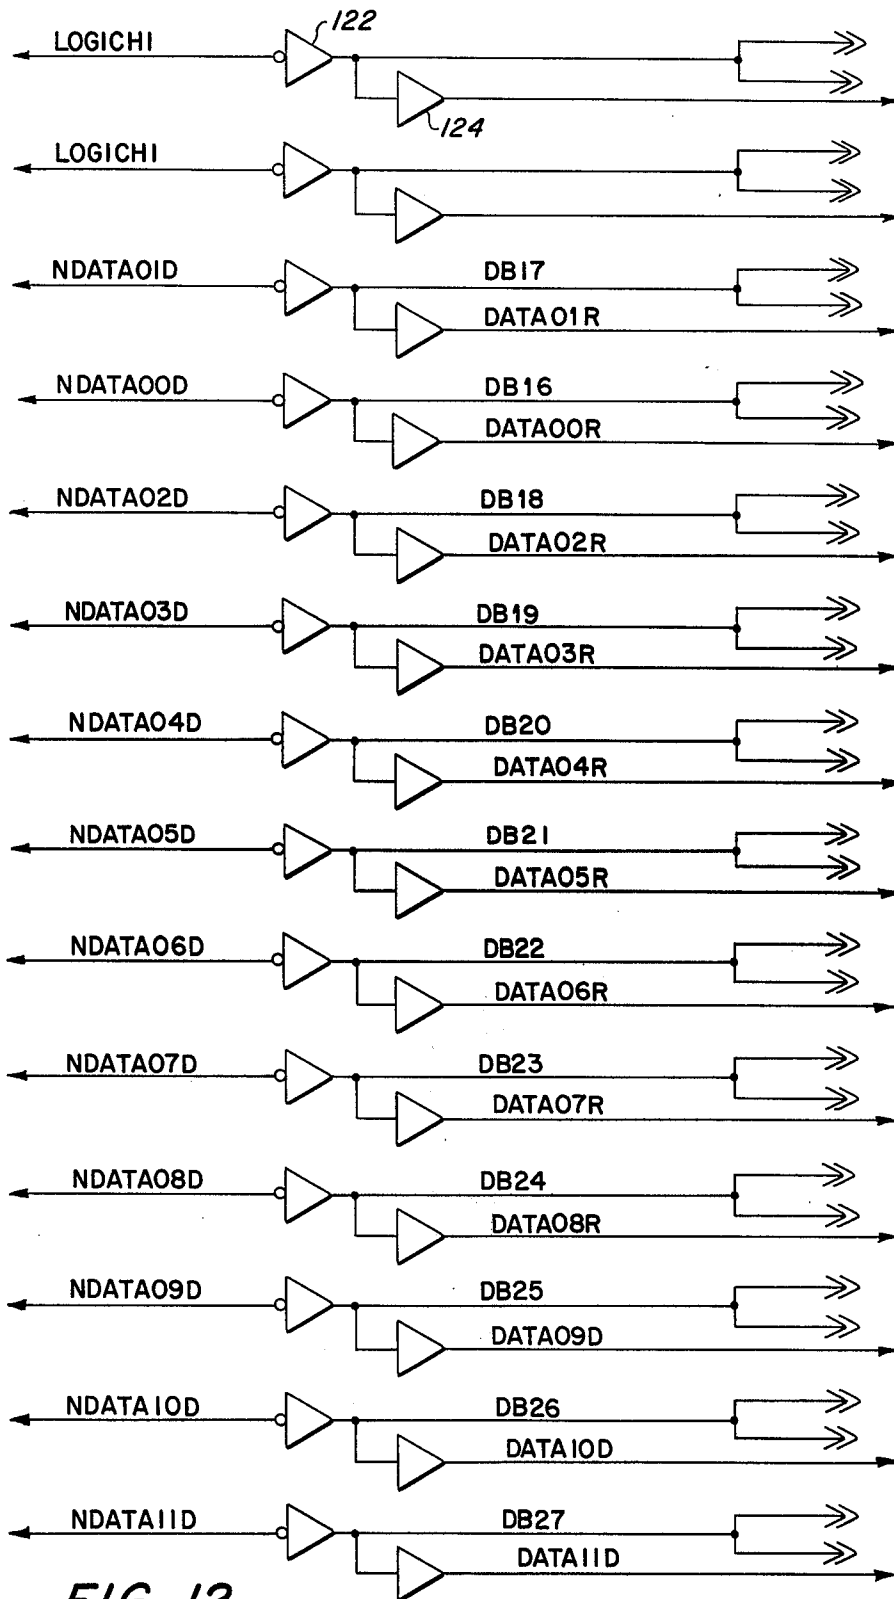 LOGICHI
122
124
LOGICHI
NDATA01D
DB17
DATA01R
NDATA00D
DB16
DATA00R
NDATA02D
DB18
DATA02R
NDATA03D
DB19
DATA03R
NDATA04D
DB20
DATA04R
NDATA05D
DB21
DATA05R
NDATA06D
DB22
DATA06R
NDATA07D
DB23
DATA07R
NDATA08D
DB24
DATA08R
NDATA09D
DB25
DATA09D
NDATA10D
DB26
DATA10D
NDATA11D
DB27
DATA11D
FIG.